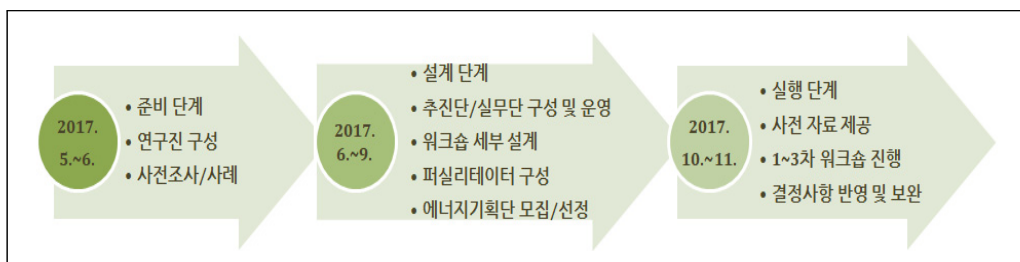 2017.
5.~6.
• 준비 단계
• 연구진 구성
• 사전조사/사례
2017.
6.~9.
• 설계 단계
• 추진단/실무단 구성 및 운영
• 워크숍 세부 설계
• 퍼실리테이터 구성
• 에너지기획단 모집/선정
2017.
10.~11.
• 실행 단계
• 사전 자료 제공
• 1~3차 워크숍 진행
• 결정사항 반영 및 보완